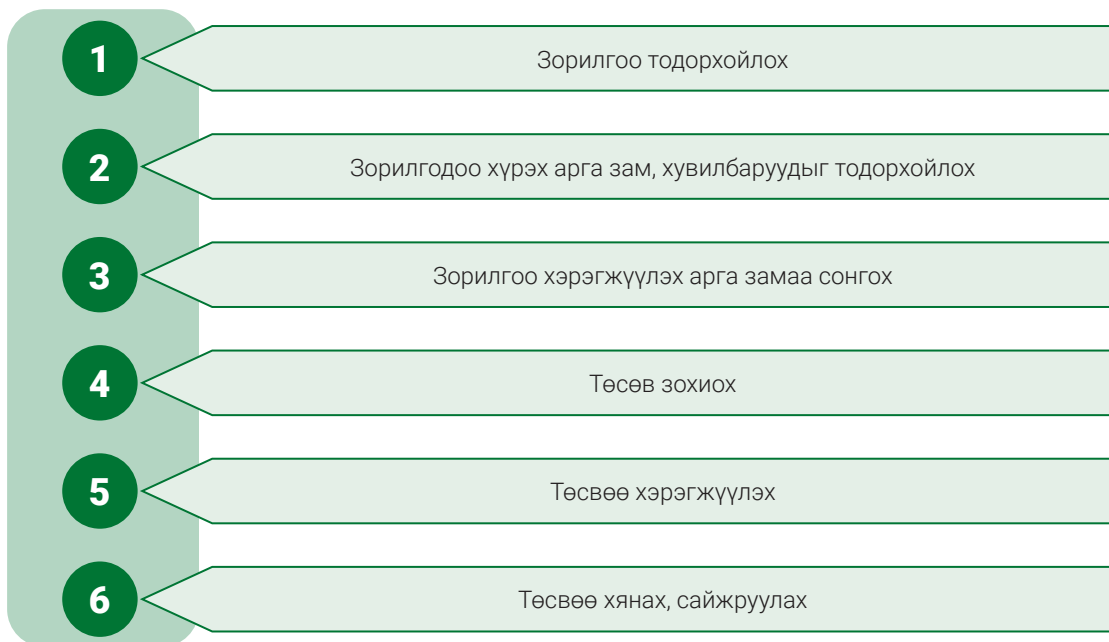 1
Зорилгоо тодорхойлох
2
Зорилгодоо хүрэх арга зам, хувилбаруудыг тодорхойлох
3
Зорилгоо хэрэгжүүлэх арга замаа сонгох
4
Төсөв зохиох
5
Төсвөө хэрэгжүүлэх
6
Төсвөө хянах, сайжруулах